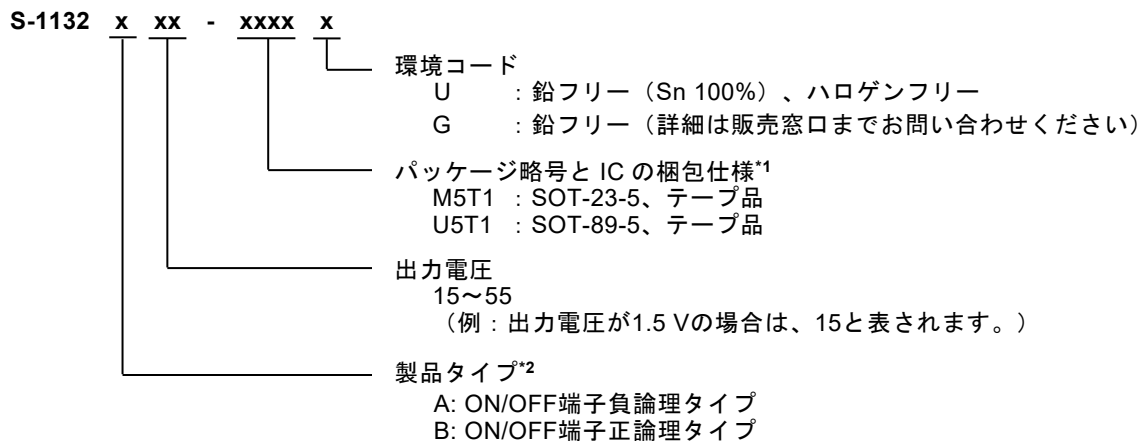 S-1132 x xx - xxxx x
環境コード
U : 鉛フリー（Sn 100%）、ハロゲンフリー
G : 鉛フリー（詳細は販売窓口までお問い合わせください）
パッケージ略号と IC の梱包仕様*1
M5T1 : SOT-23-5、テープ品
U5T1 : SOT-89-5、テープ品
出力電圧
15～55
（例：出力電圧が1.5 Vの場合は、15と表されます。）
製品タイプ*2
A: ON/OFF端子負論理タイプ
B: ON/OFF端子正論理タイプ